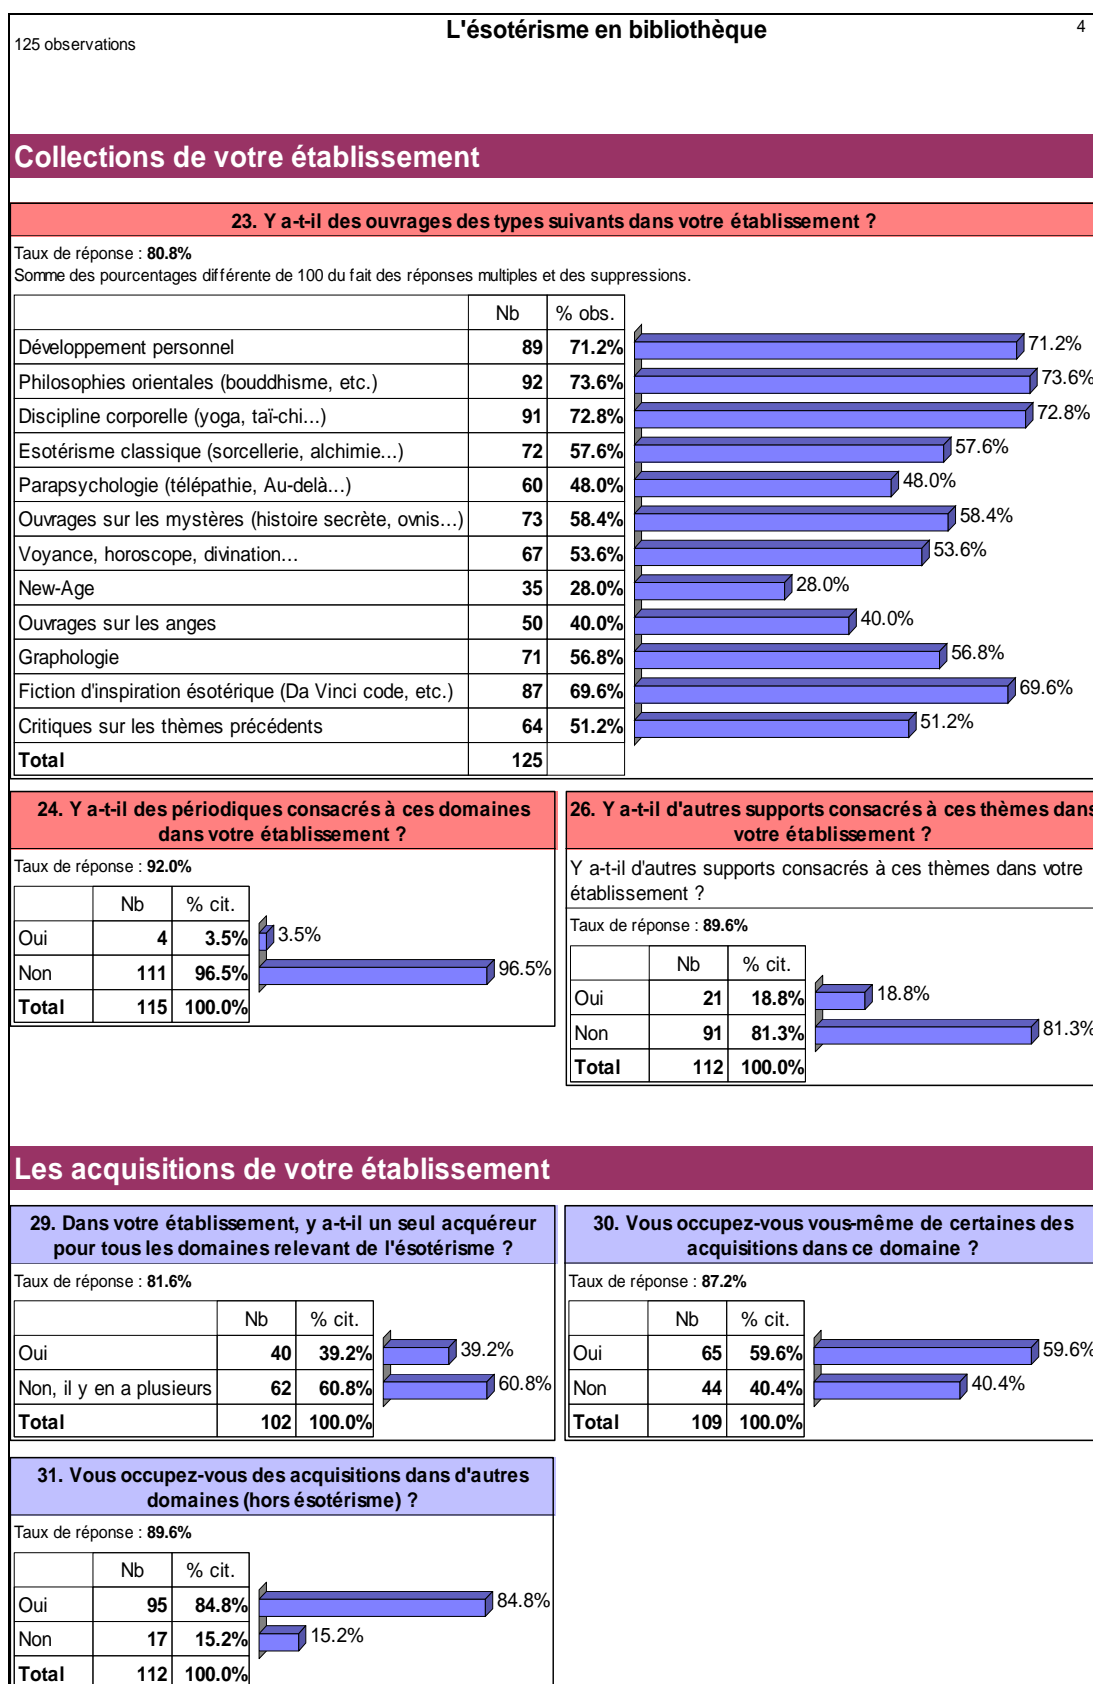 L'ésotérisme en bibliothèque
4
125 observations
Collections de votre établissement
23. Y a-t-il des ouvrages des types suivants dans votre établissement ?
Taux de réponse : 80.8%
Somme des pourcentages différente de 100 du fait des réponses multiples et des suppressions.
Nb % obs.
Développement personnel 89 71.2% 71.2%
Philosophies orientales (bouddhisme, etc.) 92 73.6% 73.6%
Discipline corporelle (yoga, taï-chi...) 91 72.8% 72.8%
Esotérisme classique (sorcellerie, alchimie...) 72 57.6% 57.6%
Parapsychologie (télépathie, Au-delà...) 60 48.0% 48.0%
Ouvrages sur les mystères (histoire secrète, ovnis...) 73 58.4% 58.4%
Voyance, horoscope, divination... 67 53.6% 53.6%
New-Age 35 28.0% 28.0%
Ouvrages sur les anges 50 40.0% 40.0%
Graphologie 71 56.8% 56.8%
Fiction d'inspiration ésotérique (Da Vinci code, etc.) 87 69.6% 69.6%
Critiques sur les thèmes précédents 64 51.2% 51.2%
Total 125
24. Y a-t-il des périodiques consacrés à ces domaines
dans votre établissement ?
Taux de réponse : 92.0%
Nb % cit.
Oui 4 3.5% 3.5%
Non 111 96.5% 96.5%
Total 115 100.0%
26. Y a-t-il d'autres supports consacrés à ces thèmes dans
votre établissement ?
Y a-t-il d'autres supports consacrés à ces thèmes dans votre
établissement ?
Taux de réponse : 89.6%
Nb % cit.
Oui 21 18.8% 18.8%
Non 91 81.3% 81.3%
Total 112 100.0%
Les acquisitions de votre établissement
29. Dans votre établissement, y a-t-il un seul acquéreur
pour tous les domaines relevant de l'ésotérisme ?
Taux de réponse : 81.6%
Nb % cit.
Oui 40 39.2% 39.2%
Non, il y en a plusieurs 62 60.8% 60.8%
Total 102 100.0%
30. Vous occupez-vous vous-même de certaines des
acquisitions dans ce domaine ?
Taux de réponse : 87.2%
Nb % cit.
Oui 65 59.6% 59.6%
Non 44 40.4% 40.4%
Total 109 100.0%
31. Vous occupez-vous des acquisitions dans d'autres
domaines (hors ésotérisme) ?
Taux de réponse : 89.6%
Nb % cit.
Oui 95 84.8% 84.8%
Non 17 15.2% 15.2%
Total 112 100.0%